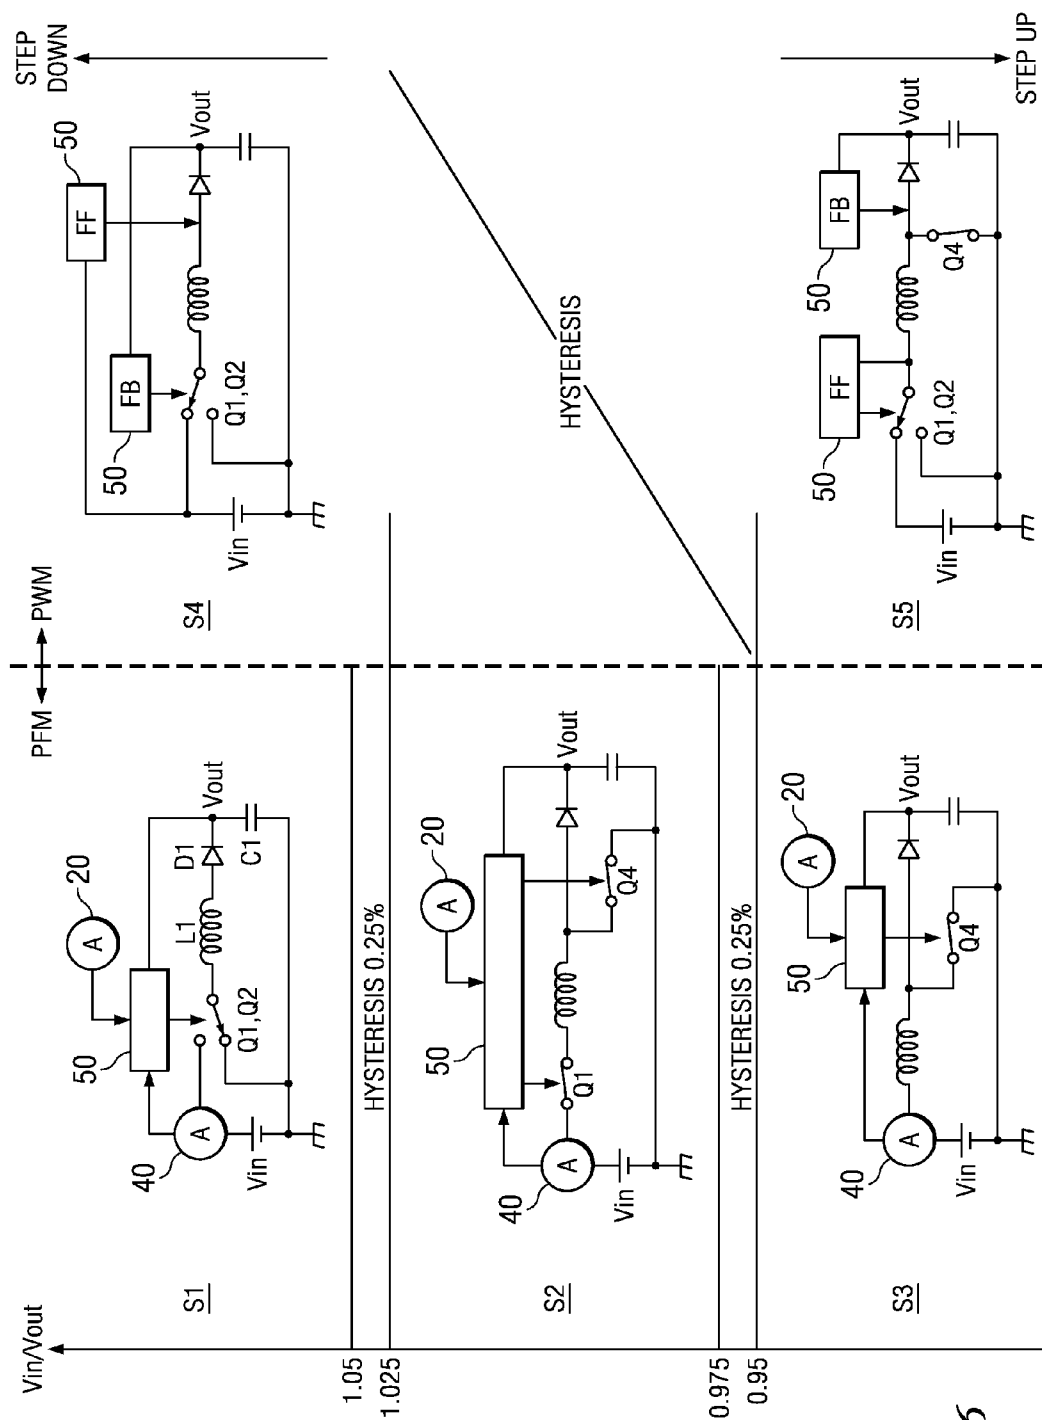 Vin/Vout
PFM
PWM
STEP
DOWN
S1
40
A
Vin
50
20
A
Q1,Q2
L1
D1
C1
Vout
S4
Vin
50
FB
Q1,Q2
FF
50
Vout
1.05
1.025
HYSTERESIS 0.25%
HYSTERESIS
S2
40
A
Vin
50
Q1
20
A
Q4
Vout
0.975
0.95
HYSTERESIS 0.25%
S3
40
A
Vin
50
20
A
Q4
Vout
S5
Vin
50
FF
Q1,Q2
50
FB
Q4
Vout
STEP UP
6